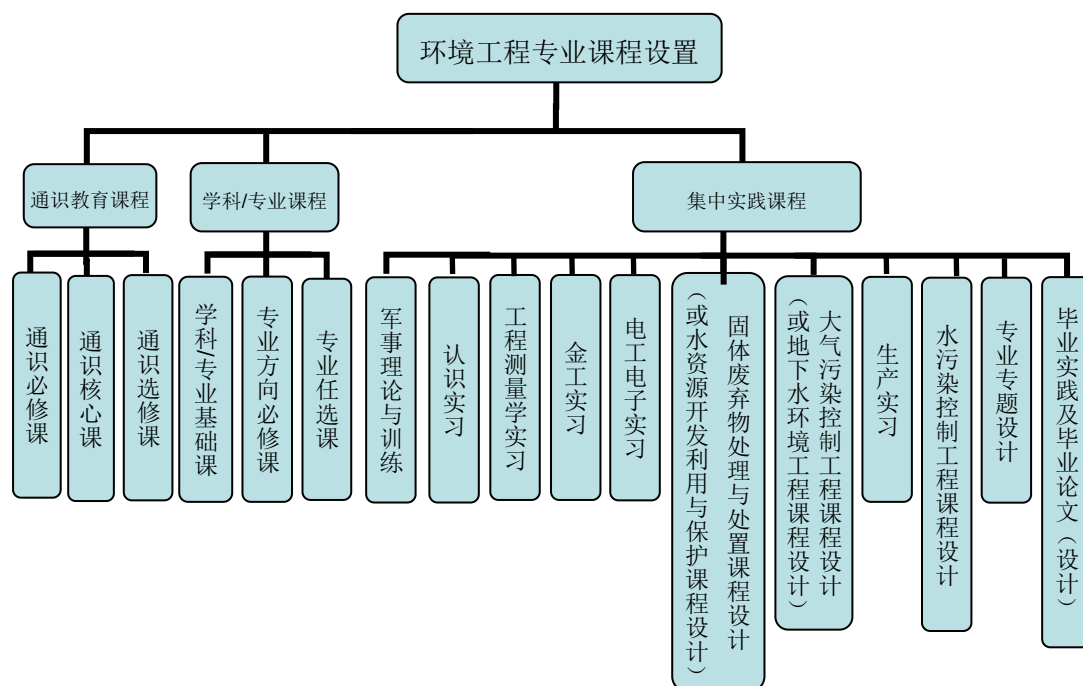 环境工程专业课程设置
通识教育课程
学科/专业课程
集中实践课程
通识必修课
通识核心课
通识选修课
学科/专业基础课
专业方向必修课
专业任选课
军事理论与训练
认识实习
工程测量学实习
金工实习
电工电子实习
固体废弃物处理与处置课程设计
（或水资源开发利用与保护课程设计）
大气污染控制工程课程设计
（或地下水环境工程课程设计）
生产实习
水污染控制工程课程设计
专业专题设计
毕业实践及毕业论文（设计）